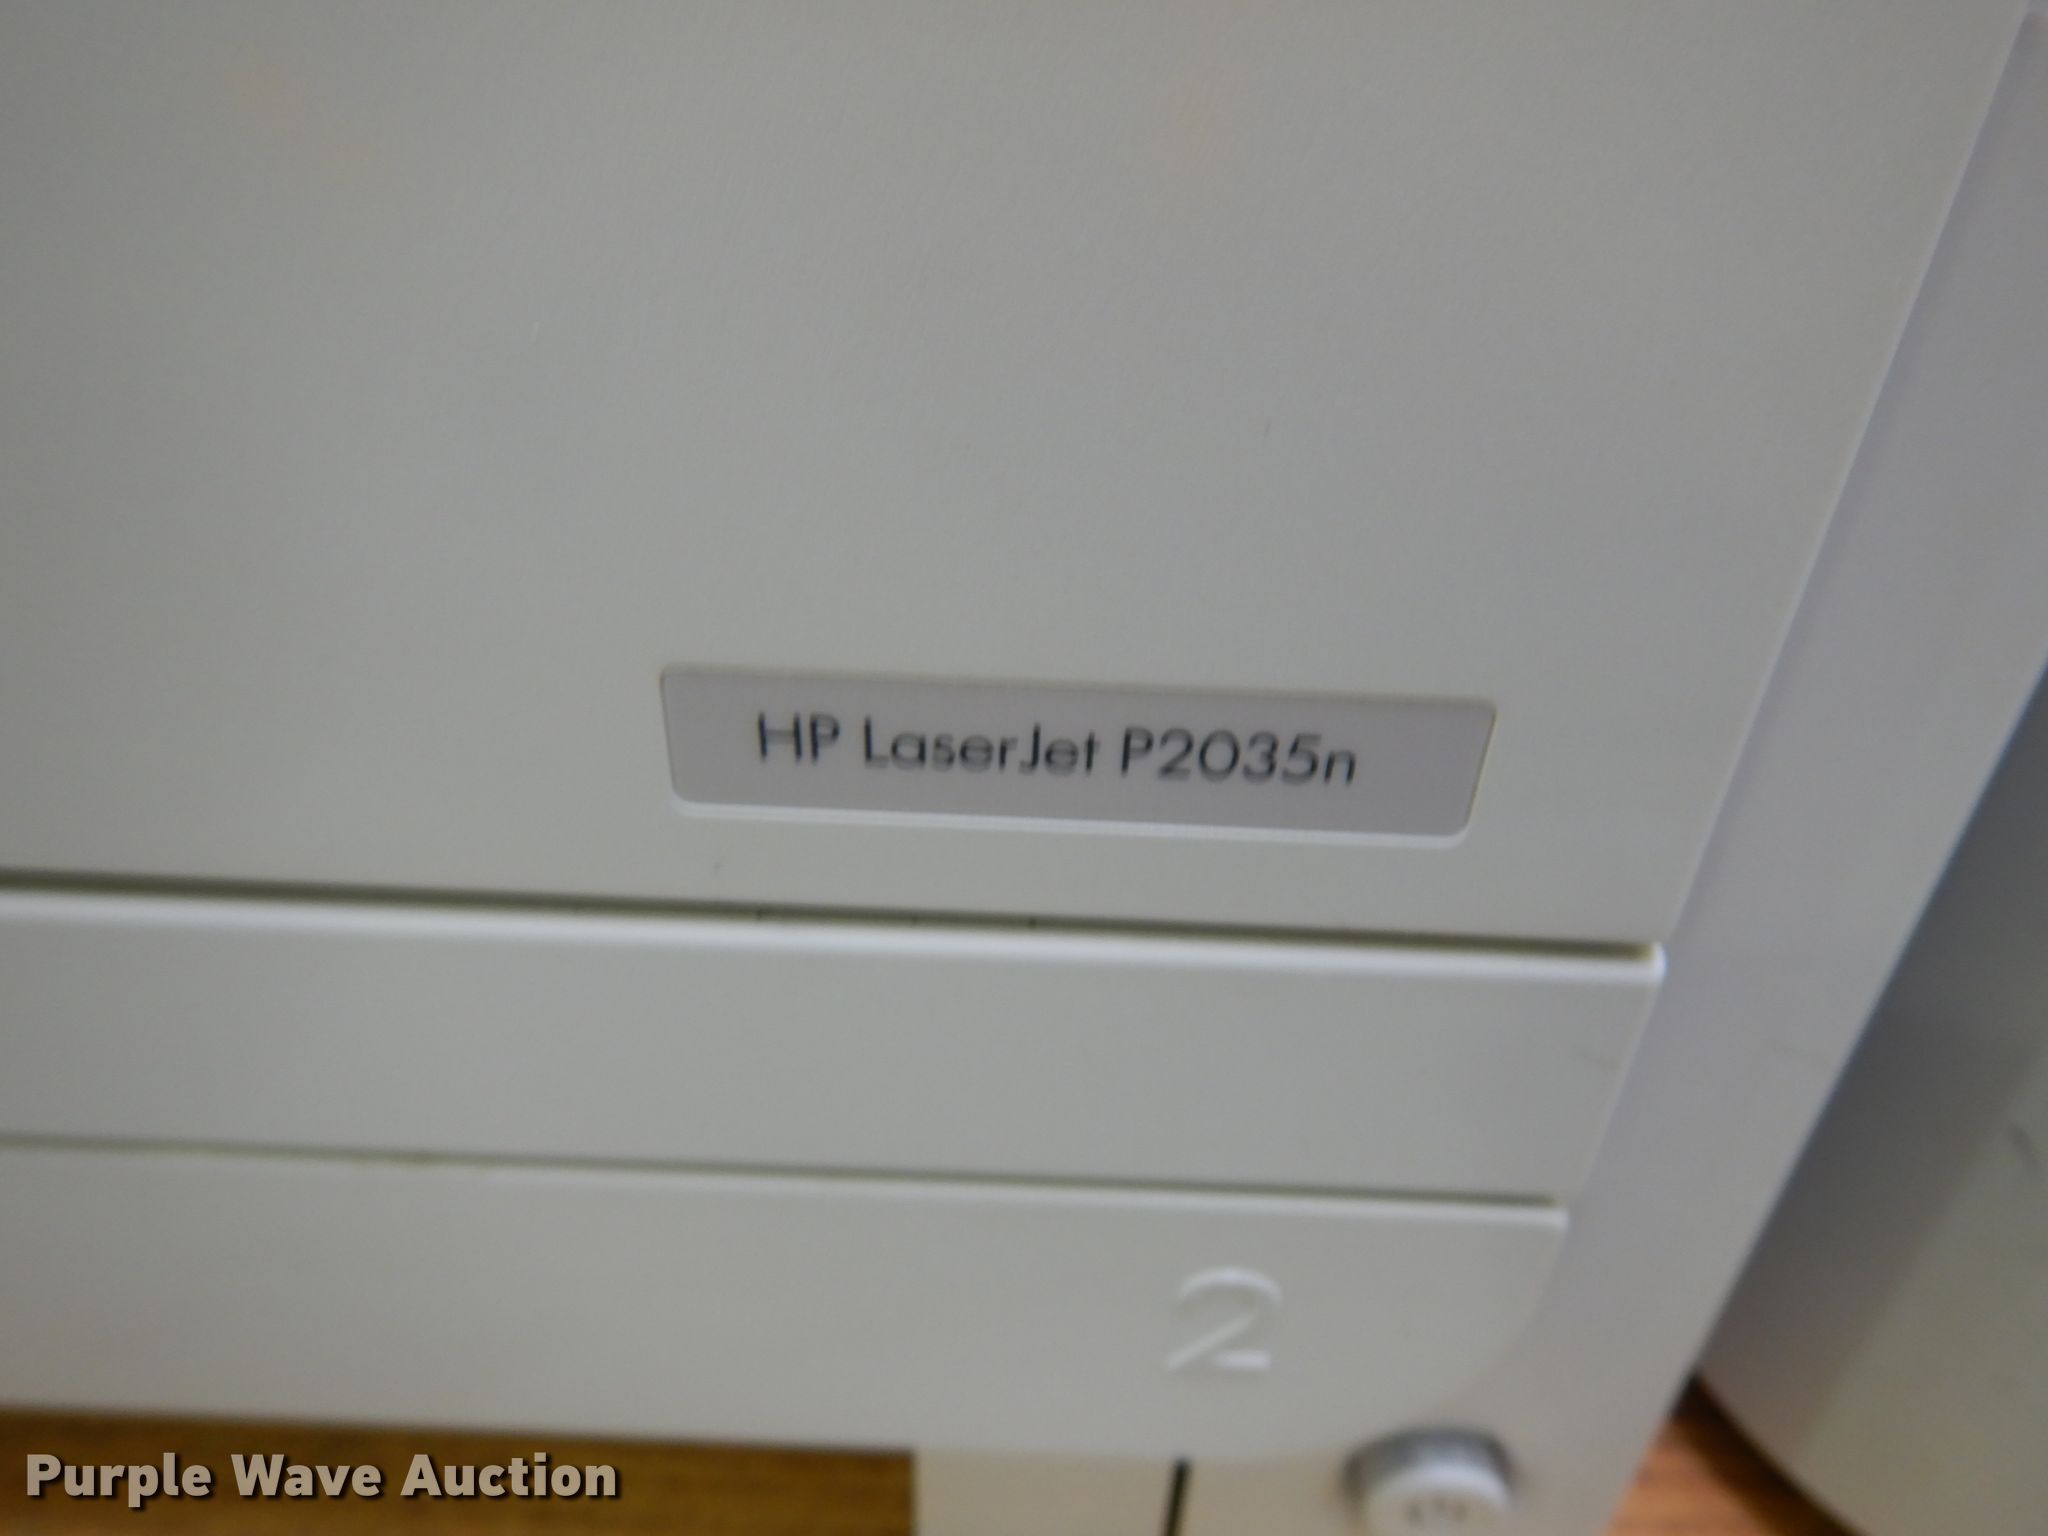 HP LaserJet P2035n
2
Purple Wave Auction